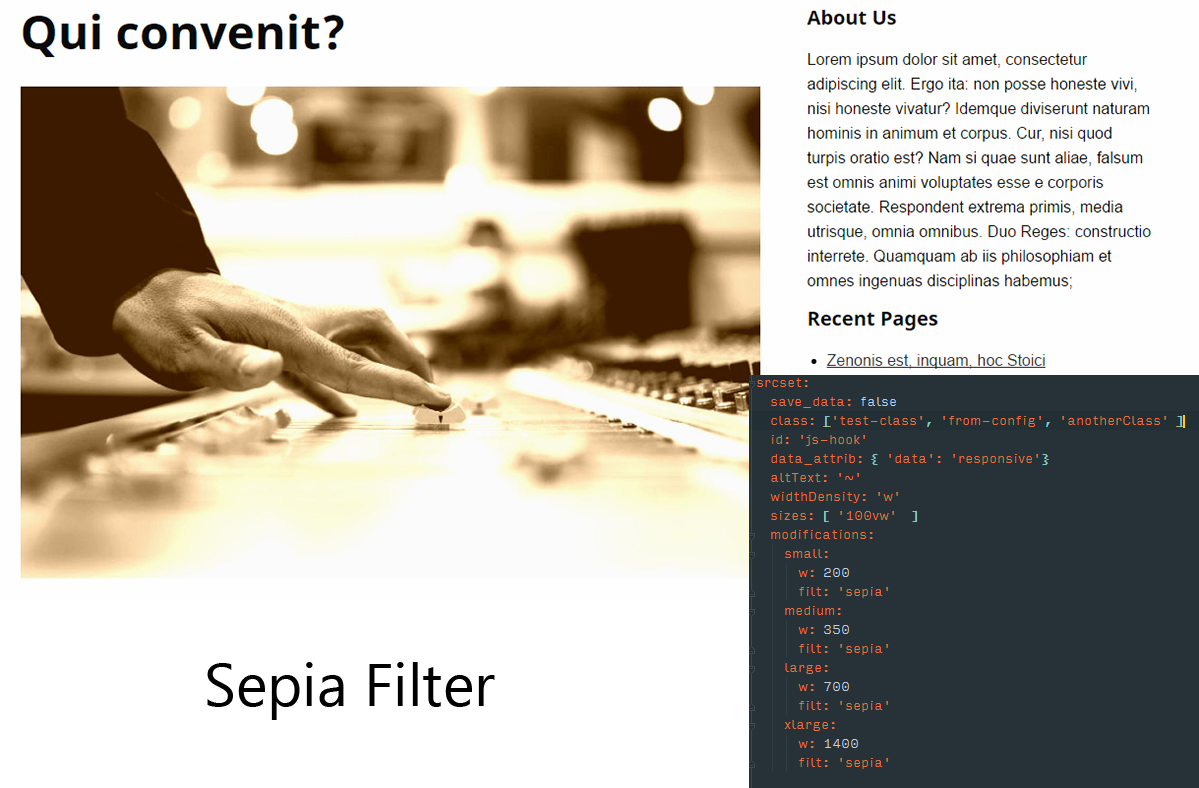 Qui convenit?
About Us
Lorem ipsum dolor sit amet, consectetur
adipiscing elit. Ergo ita: non posse honeste vivi,
nisi honeste vivatur? Idemque diviserunt naturam
hominis in animum et corpus. Cur, nisi quod
turpis oratio est? Nam si quae sunt aliae, falsum
est omnis animi voluptates esse e corporis
societate. Respondent extrema primis, media
utrisque, omnia omnibus. Duo Reges: constructio
interrete. Quamquam ab iis philosophiam et
omnes ingenuas disciplinas habemus;
Recent Pages
Zenonis est, inquam, hoc Stoici
srcset:
save_data: false
class: ['test-class', 'from-config', 'anotherClass' ]
id: 'js-hook'
data_attrib: { 'data': 'responsive'}
altText: '~'
widthDensity: 'w'
sizes: [ '100vw'  ]
modifications:
small:
w: 200
filt: 'sepia'
medium:
w: 350
filt: 'sepia'
large:
w: 700
filt: 'sepia'
xlarge:
w: 1400
filt: 'sepia'
Sepia Filter